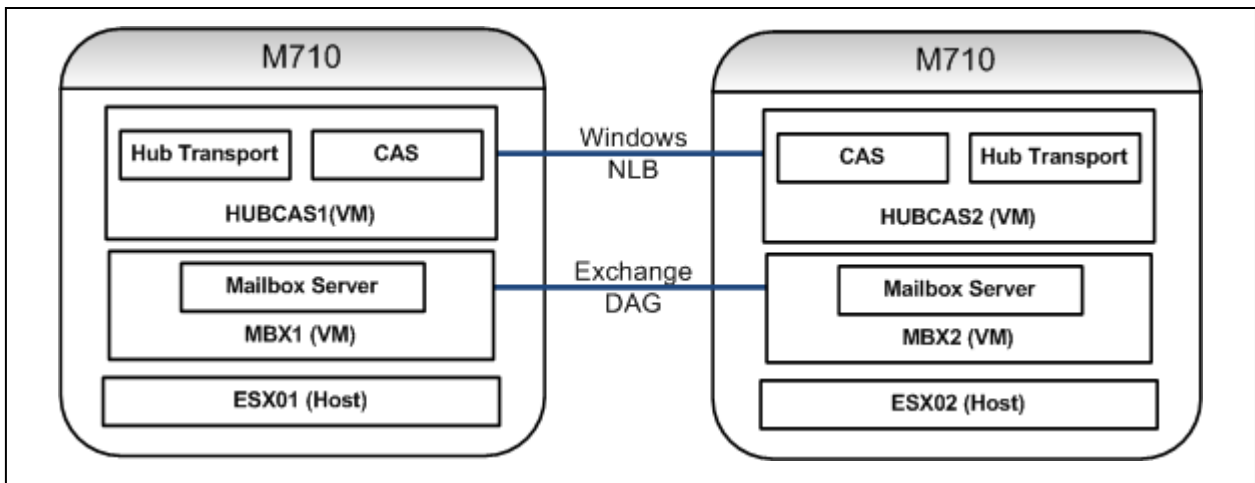 M710
Hub Transport
CAS
HUBCAS1(VM)
Mailbox Server
MBX1 (VM)
ESX01 (Host)
Windows
NLB
Exchange
DAG
M710
CAS
Hub Transport
HUBCAS2 (VM)
Mailbox Server
MBX2 (VM)
ESX02 (Host)